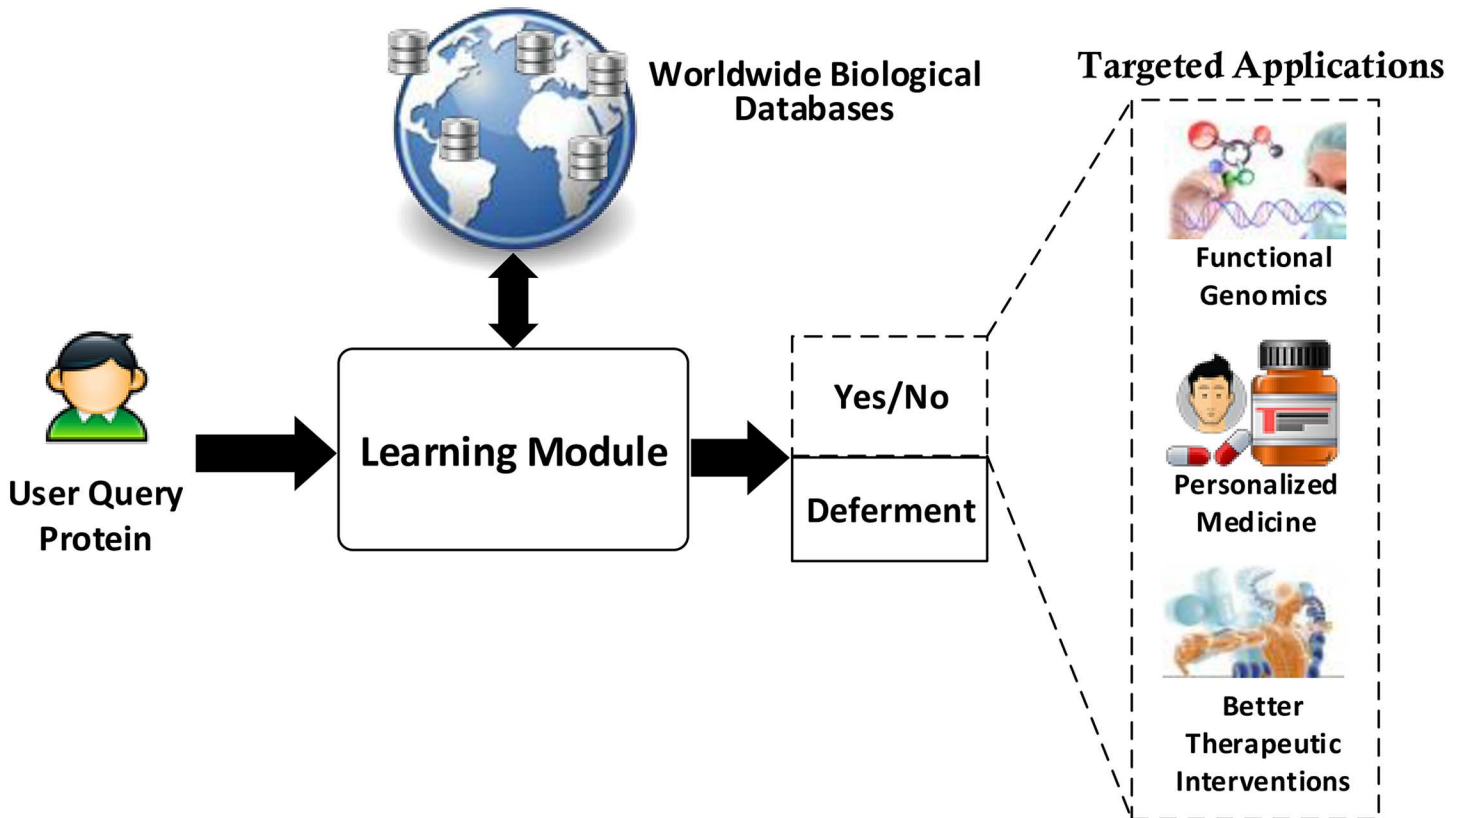 Worldwide Biological
Databases
Targeted Applications
Functional
Genomics
User Query
Protein
Learning Module
Yes/No
Deferment
Personalized
Medicine
Better
Therapeutic
Interventions